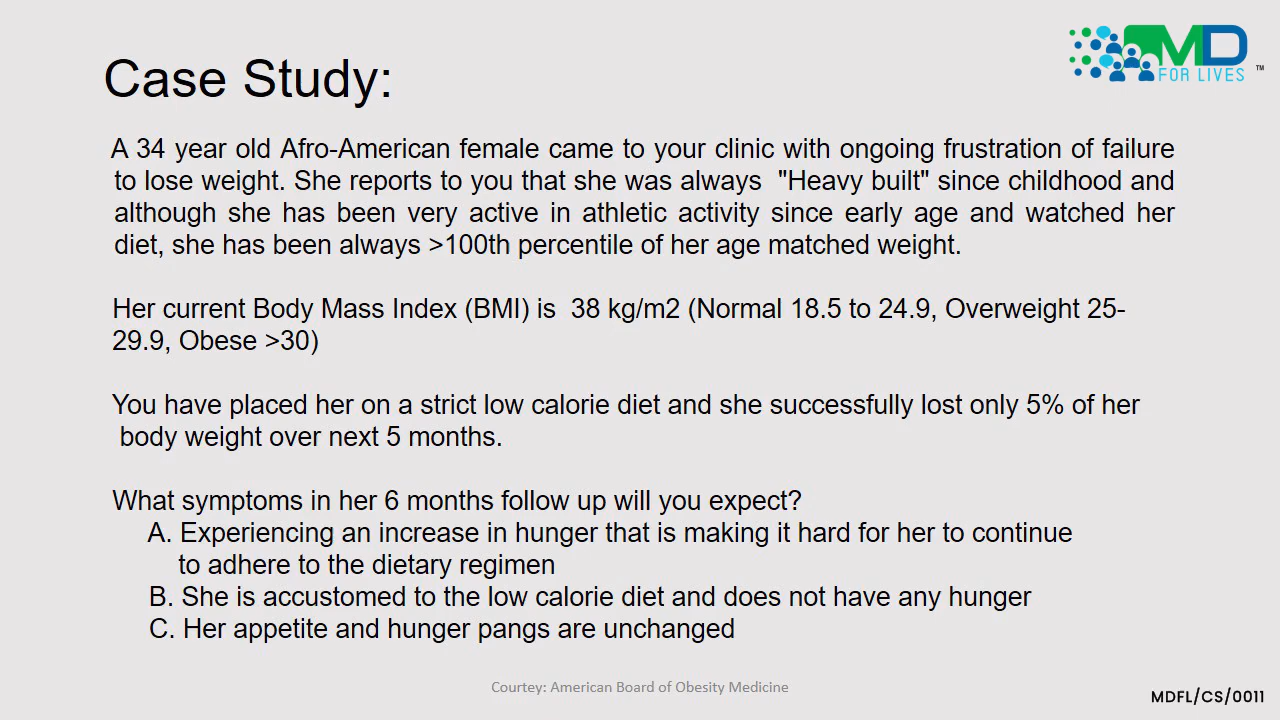 MD
FOR LIVES
TM
Case Study:
A 34 year old Afro-American female came to your clinic with ongoing frustration of failure
to lose weight. She reports to you that she was always "Heavy built" since childhood and
although she has been very active in athletic activity since early age and watched her
diet, she has been always >100th percentile of her age matched weight.
Her current Body Mass Index (BMI) is 38 kg/m2 (Normal 18.5 to 24.9, Overweight 25-
29.9, Obese >30)
You have placed her on a strict low calorie diet and she successfully lost only 5% of her
body weight over next 5 months.
What symptoms in her 6 months follow up will you expect?
A. Experiencing an increase in hunger that is making it hard for her to continue
to adhere to the dietary regimen
B. She is accustomed to the low calorie diet and does not have any hunger
C. Her appetite and hunger pangs are unchanged
Courtey: American Board of Obesity Medicine
MDFL/CS/0011